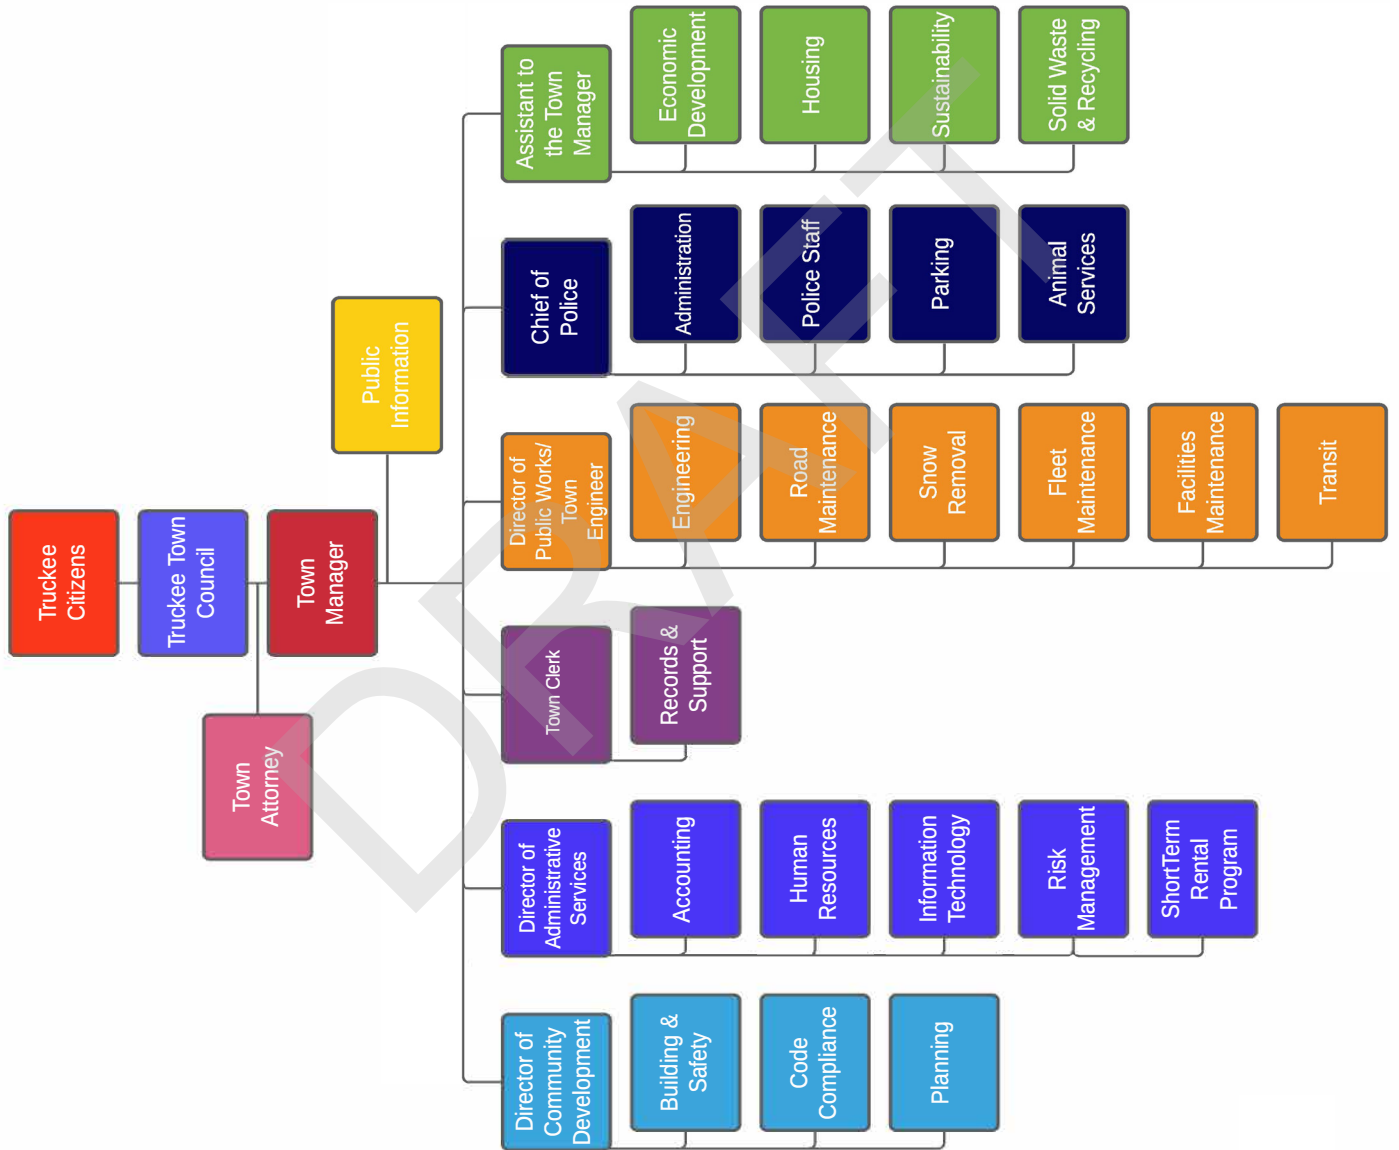 Truckee
Citizens
Truckee Town
Council
Town
Attorney
Town
Manager
Public
Information
Director of
Community
Development
Building &
Safety
Code
Compliance
Planning
Director of
Administrative
Services
Accounting
Human
Resources
Information
Technology
Risk
Management
ShortTerm
Rental
Program
Town Clerk
Records &
Support
Director of
Public Works/
Town
Engineer
Engineering
Road
Maintenance
Snow
Removal
Fleet
Maintenance
Facilities
Maintenance
Transit
Chief of
Police
Administration
Police Staff
Parking
Animal
Services
Assistant to
the Town
Manager
Economic
Development
Housing
Sustainability
Solid Waste
& Recycling
DRAFT